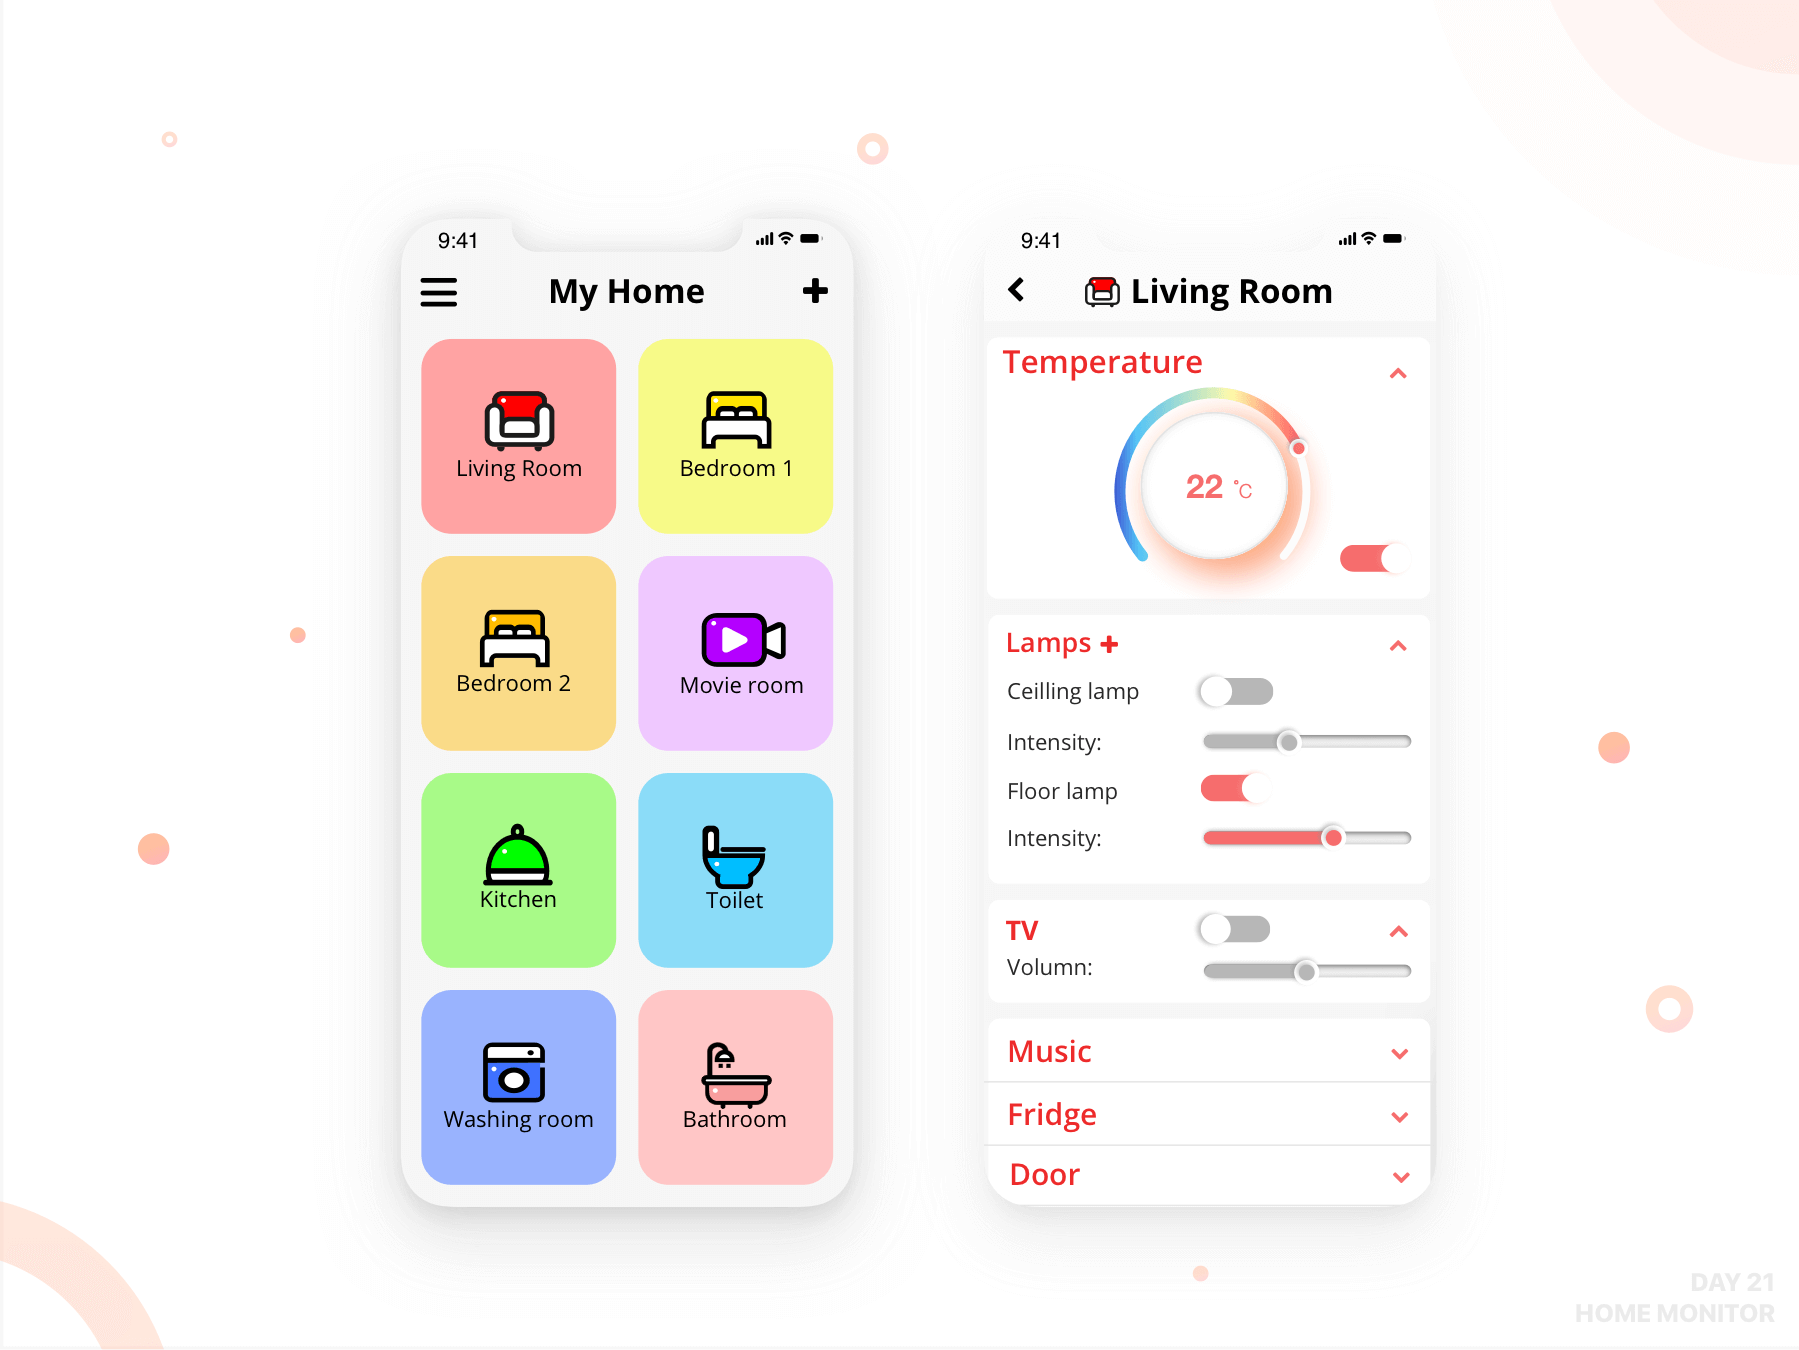 9:41
My Home
Living Room
Bedroom 1
Bedroom 2
Movie room
Kitchen
Toilet
Washing room
Bathroom
9:41
Living Room
Temperature
22 °C
Lamps
Ceilling lamp
Intensity:
Floor lamp
Intensity:
TV
Volumn:
Music
Fridge
Door
DAY 21
HOME MONITOR